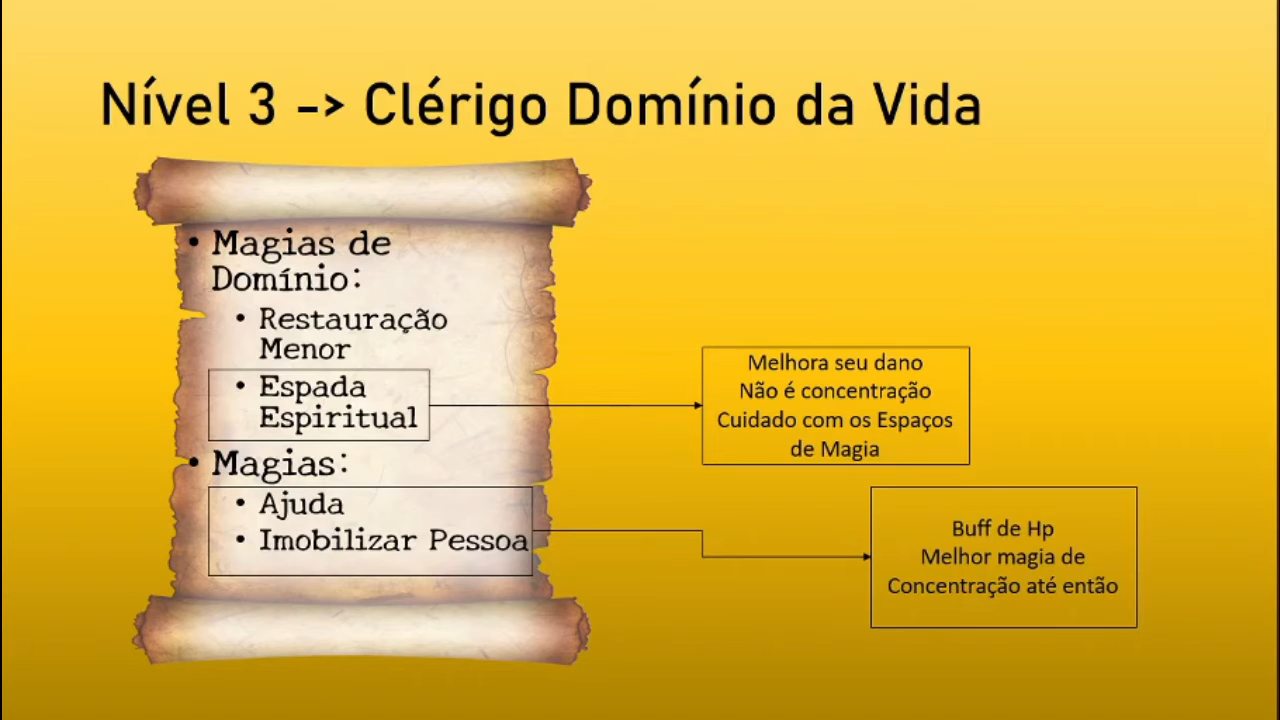 Nível 3 -> Clérigo Domínio da Vida
• Magias de
Domínio:
• Restauração
Menor
• Espada
Espiritual
• Magias:
• Ajuda
• Imobilizar Pessoa
Melhora seu dano
Não é concentração
Cuidado com os Espaços
de Magia
Buff de Hp
Melhor magia de
Concentração até então